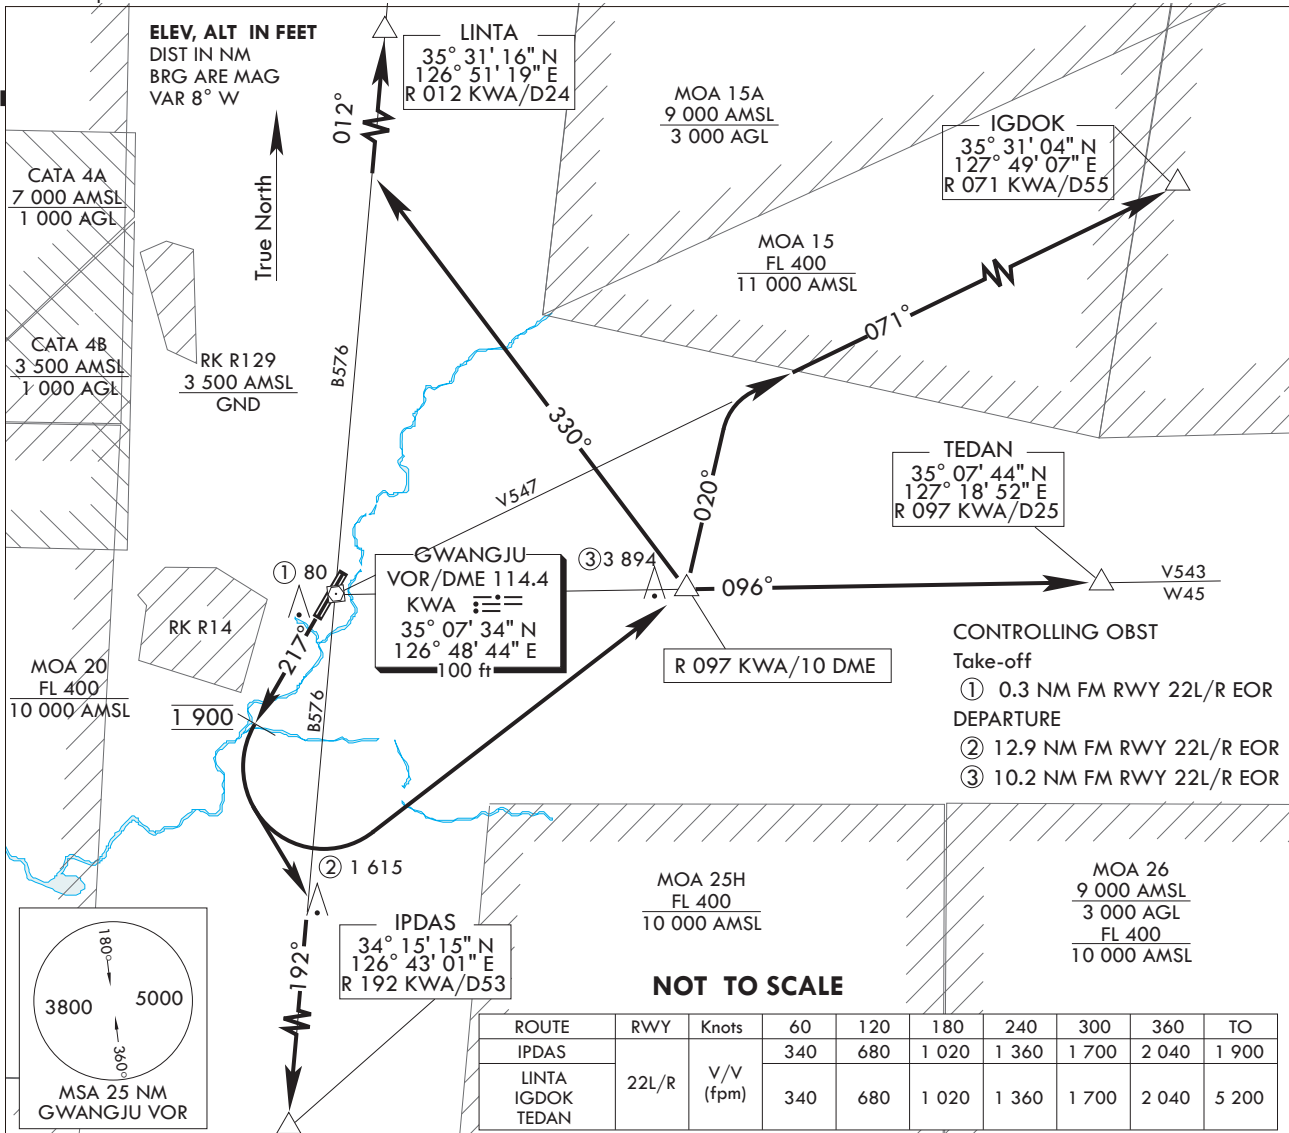 ELEV, ALT IN FEET
DIST IN NM
BRG ARE MAG
VAR 8° W
True North
LINTA
35° 31' 16" N
126° 51' 19" E
R 012 KWA/D24
012°
MOA 15A
9 000 AMSL
3 000 AGL
IGDOK
35° 31' 04" N
127° 49' 07" E
R 071 KWA/D55
CATA 4A
7 000 AMSL
1 000 AGL
MOA 15
FL 400
11 000 AMSL
071°
CATA 4B
3 500 AMSL
1 000 AGL
RK R129
3 500 AMSL
GND
B576
330°
V547
020°
TEDAN
35° 07' 44" N
127° 18' 52" E
R 097 KWA/D25
① 80
GWANGJU
VOR/DME 114.4
KWA
35° 07' 34" N
126° 48' 44" E
100 ft
③ 3 894
096°
V543
W45
RK R14
217°
R 097 KWA/10 DME
MOA 20
FL 400
10 000 AMSL
1 900
B576
CONTROLLING OBST
Take-off
① 0.3 NM FM RWY 22L/R EOR
DEPARTURE
② 12.9 NM FM RWY 22L/R EOR
③ 10.2 NM FM RWY 22L/R EOR
② 1 615
MOA 25H
FL 400
10 000 AMSL
MOA 26
9 000 AMSL
3 000 AGL
FL 400
10 000 AMSL
IPDAS
34° 15' 15" N
126° 43' 01" E
R 192 KWA/D53
192°
180°
3800 5000
360°
MSA 25 NM
GWANGJU VOR
NOT TO SCALE
ROUTE RWY Knots 60 120 180 240 300 360 TO
IPDAS 22L/R V/V (fpm) 340 680 1 020 1 360 1 700 2 040 1 900
LINTA
IGDOK 340 680 1 020 1 360 1 700 2 040 5 200
TEDAN